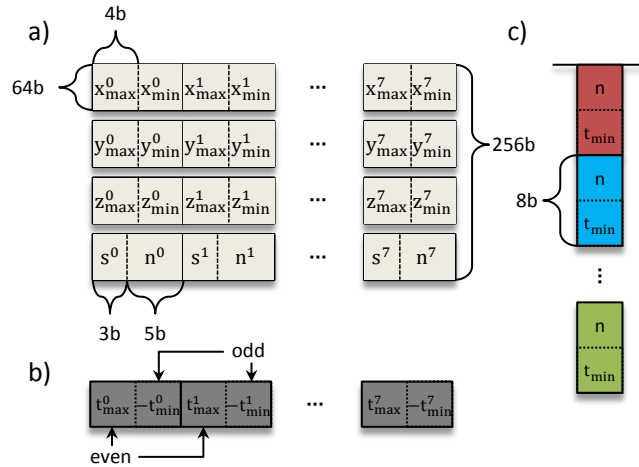 a) 4b c)
64b x⁰max x⁰min x¹max x¹min ... x⁷max x⁷min n
tmin
y⁰max y⁰min y¹max y¹min y⁷max y⁷min 256b n
8b tmin
z⁰max z⁰min z¹max z¹min z⁷max z⁷min
s⁰ n⁰ s¹ n¹ ... s⁷ n⁷ ...
3b 5b n
odd tmin
b)
t⁰max −t⁰min t¹max −t¹min ... t⁷max −t⁷min
even